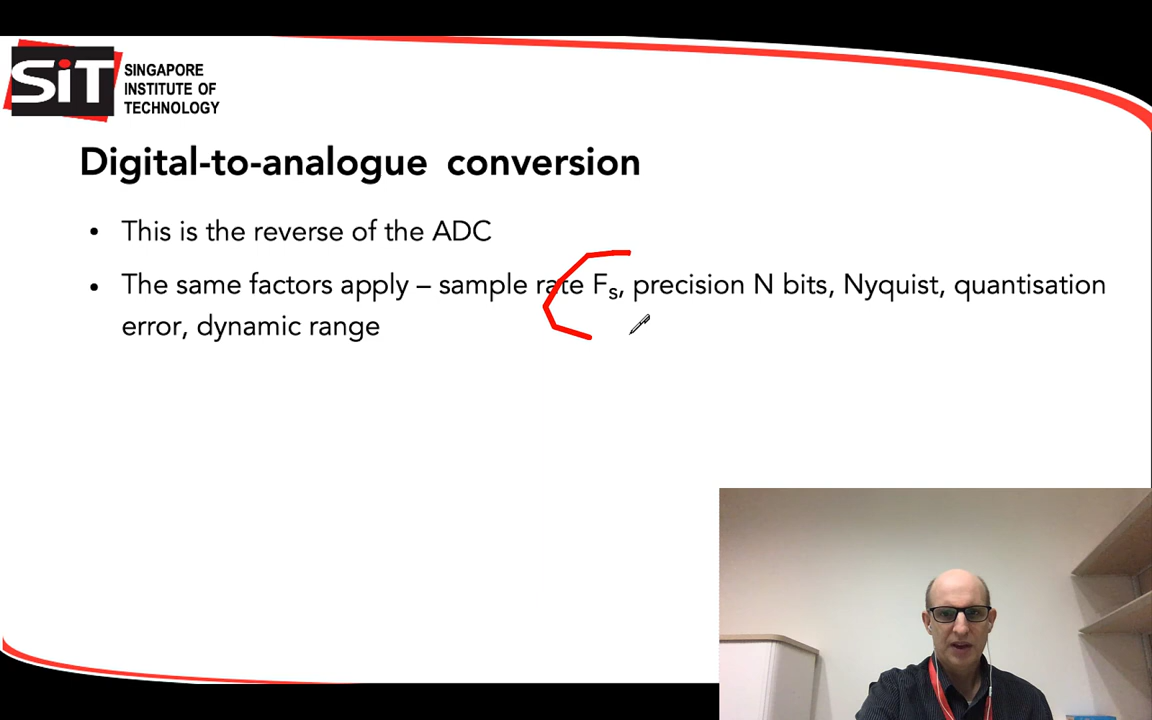 SiT
SINGAPORE
INSTITUTE OF
TECHNOLOGY
Digital-to-analogue conversion
• This is the reverse of the ADC
• The same factors apply – sample rate Fs, precision N bits, Nyquist, quantisation
error, dynamic range